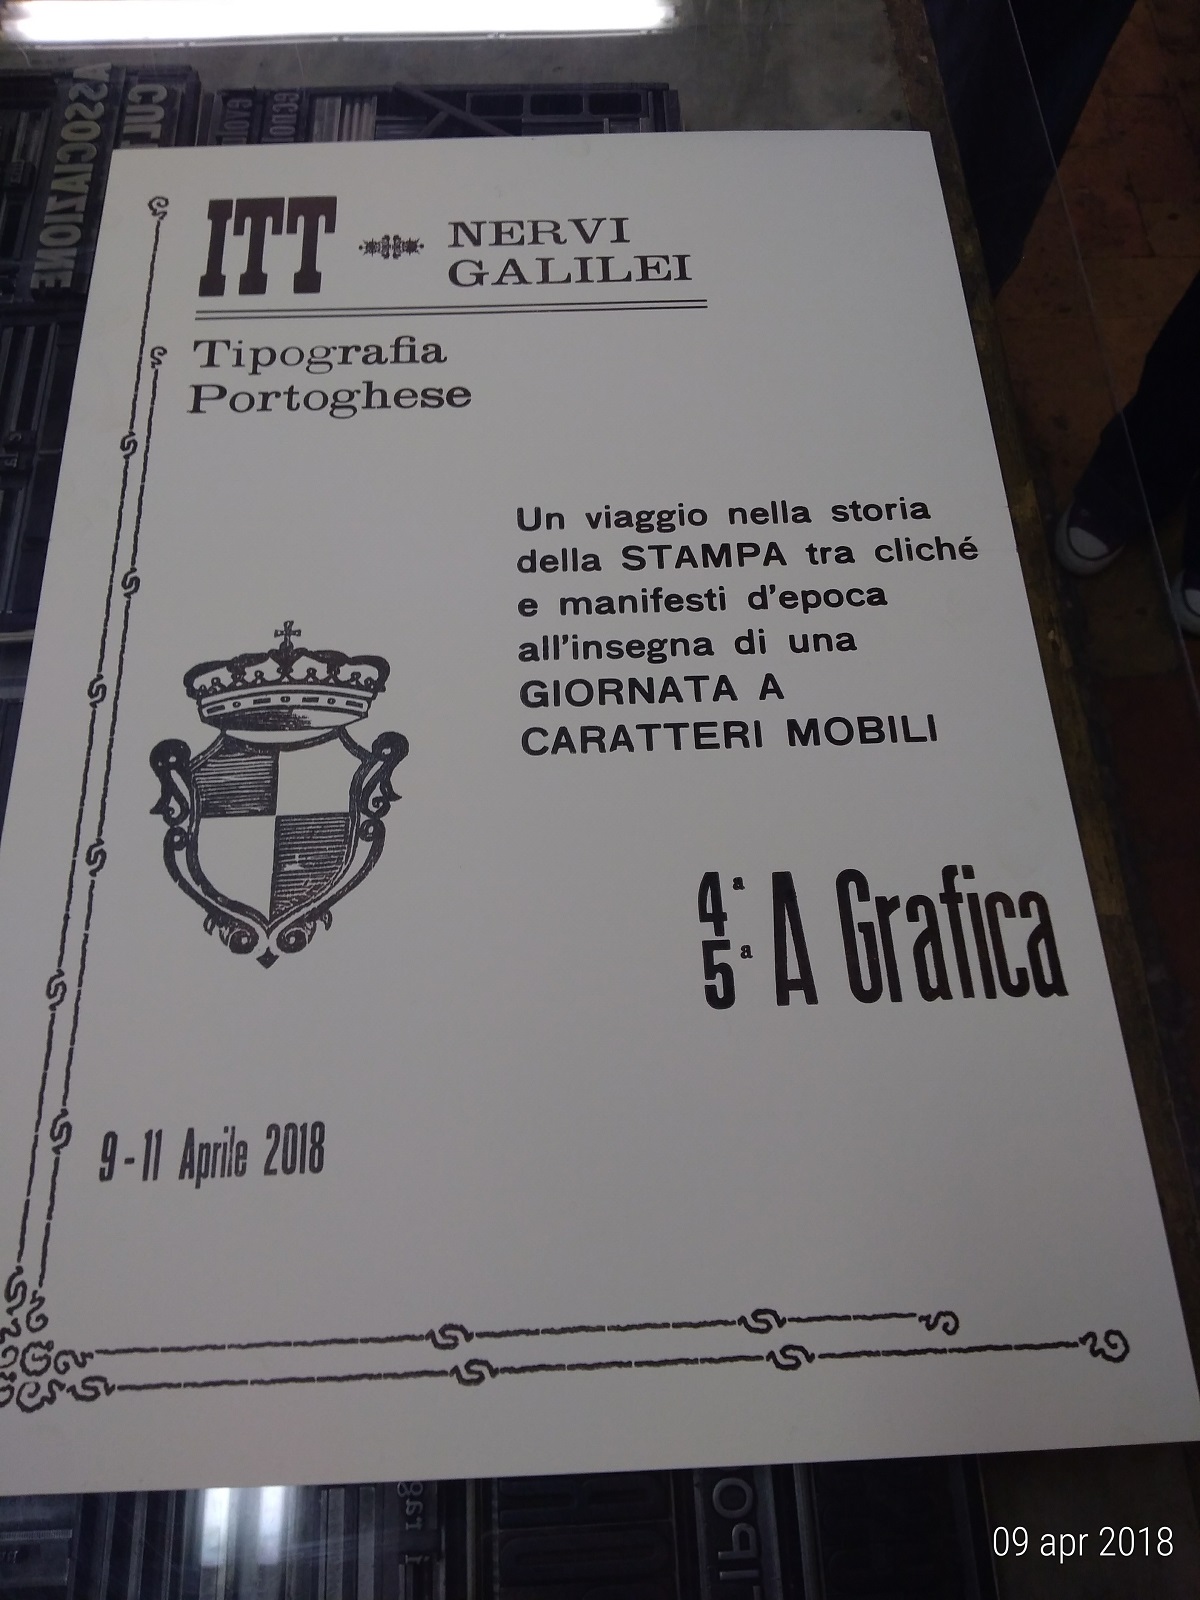 ITT
NERVI
GALILEI
Tipografia
Portoghese
Un viaggio nella storia
della STAMPA tra cliché
e manifesti d'epoca
all'insegna di una
GIORNATA A
CARATTERI MOBILI
4ª
5ª
A Grafica
9-11 Aprile 2018
ASSOCIAZIONE
09 apr 2018